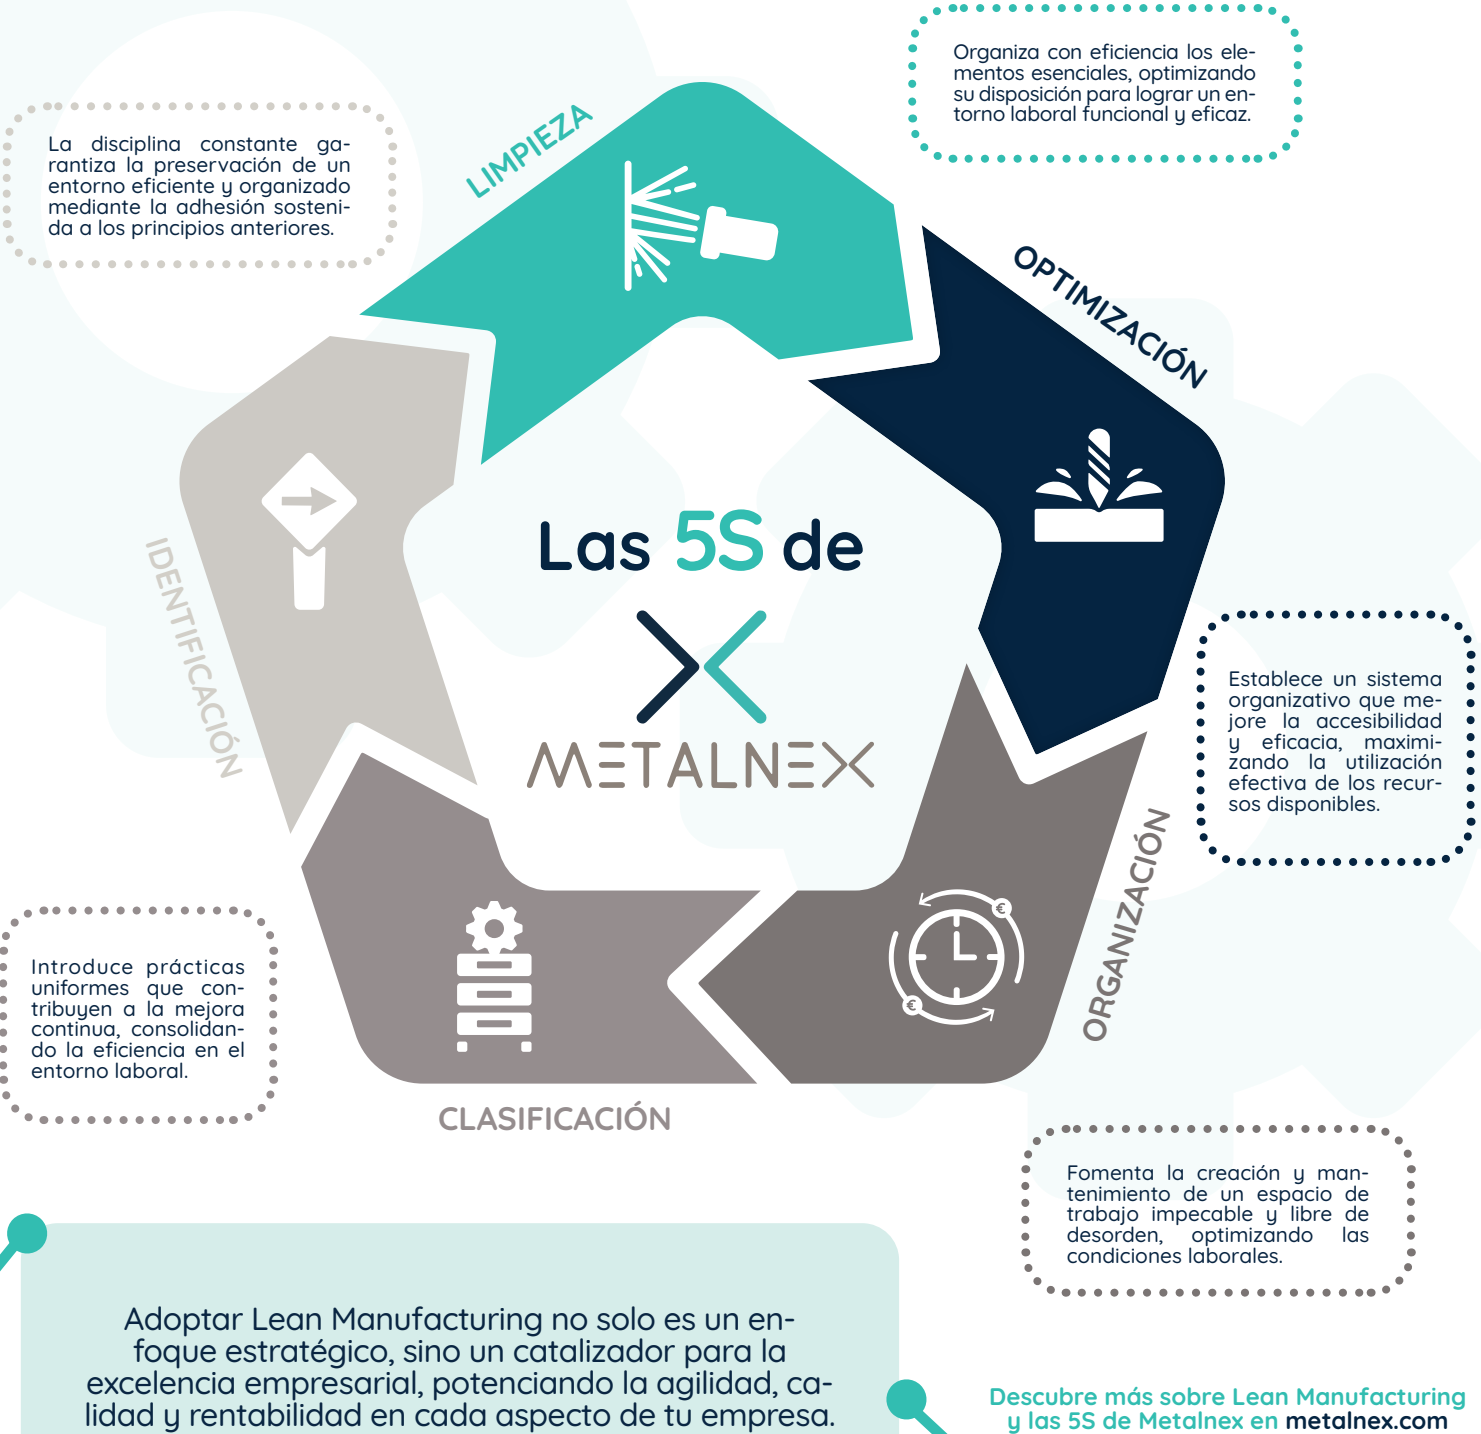 Organiza con eficiencia los ele-
mentos esenciales, optimizando
su disposición para lograr un en-
torno laboral funcional y eficaz.
La disciplina constante ga-
rantiza la preservación de un
entorno eficiente y organizado
mediante la adhesión sosteni-
da a los principios anteriores.
LIMPIEZA
OPTIMIZACIÓN
Las 5S de
METALNEX
IDENTIFICACIÓN
Establece un sistema
organizativo que me-
jore la accesibilidad
y eficacia, maximi-
zando la utilización
efectiva de los recur-
sos disponibles.
ORGANIZACIÓN
€
€
Introduce prácticas
uniformes que con-
tribuyen a la mejora
continua, consolidan-
do la eficiencia en el
entorno laboral.
CLASIFICACIÓN
Fomenta la creación y man-
tenimiento de un espacio de
trabajo impecable y libre de
desorden, optimizando las
condiciones laborales.
Adoptar Lean Manufacturing no solo es un en-
foque estratégico, sino un catalizador para la
excelencia empresarial, potenciando la agilidad, ca-
lidad y rentabilidad en cada aspecto de tu empresa.
Descubre más sobre Lean Manufacturing
y las 5S de Metalnex en metalnex.com